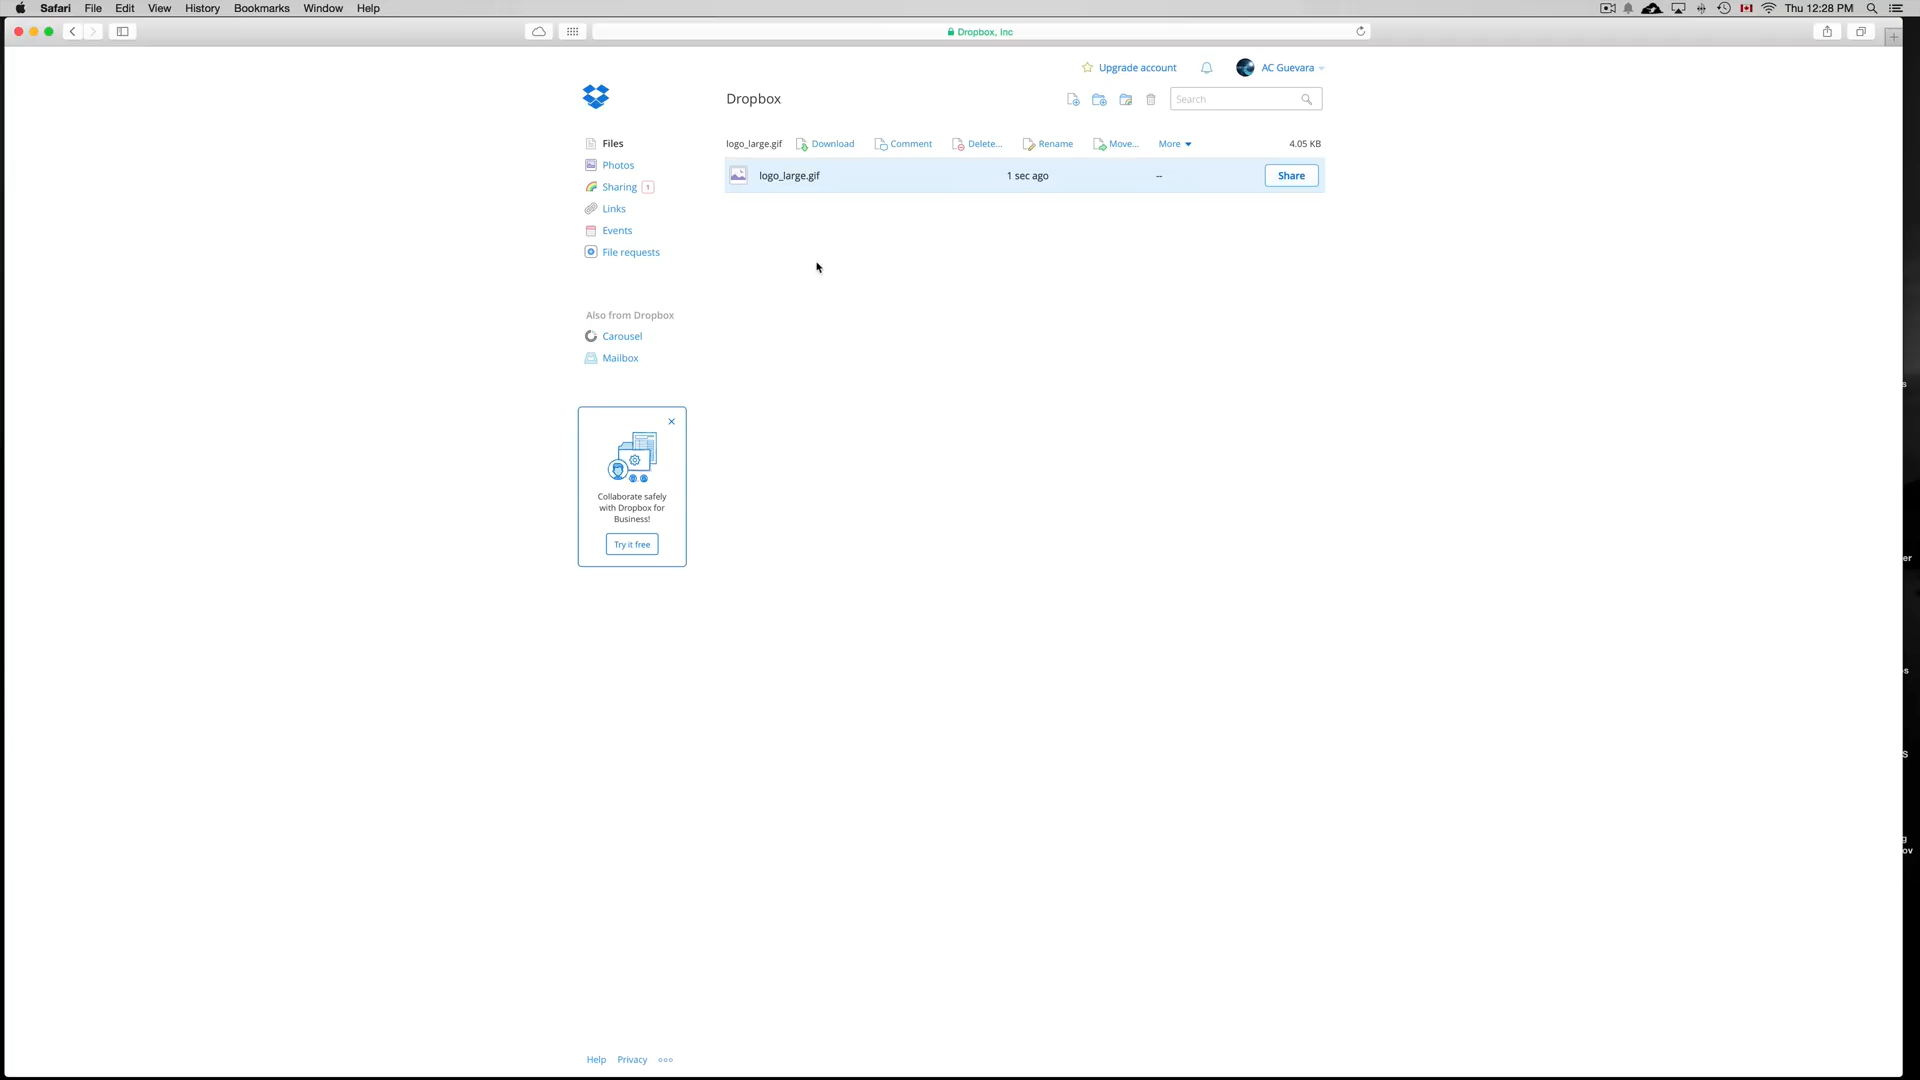 Safari File Edit View History Bookmarks Window Help Thu 12:28 PM
Dropbox, Inc
Upgrade account AC Guevara
Dropbox Search
Files
Photos
Sharing 1
Links
Events
File requests
Also from Dropbox
Carousel
Mailbox
Collaborate safely
with Dropbox for
Business!
Try it free
logo_large.gif Download Comment Delete... Rename Move... More 4.05 KB
logo_large.gif 1 sec ago -- Share
s
er
s
S
g
ov
Help Privacy